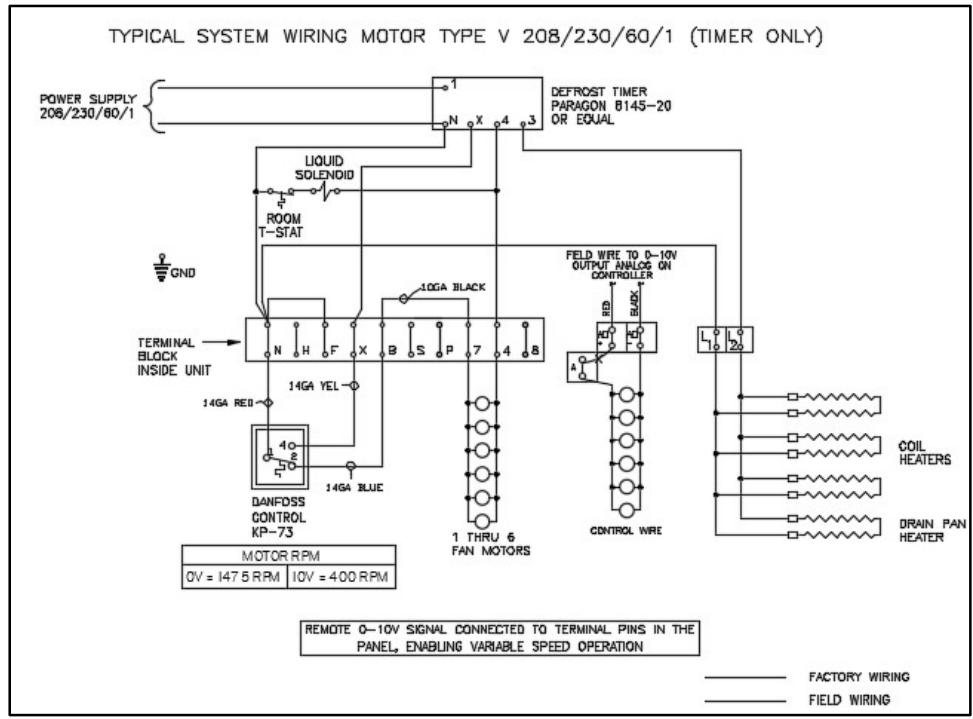 TYPICAL SYSTEM WIRING MOTOR TYPE V 208/230/60/1 (TIMER ONLY)
POWER SUPPLY
208/230/60/1
1
N X 4 3
DEFROST TIMER
PARAGON 8145-20
OR EQUAL
LIQUID
SOLENOID
ROOM
T-STAT
GND
FIELD WIRE TO 0-10V
OUTPUT ANALOG ON
CONTROLLER
RED
BLACK
10GA BLACK
TERMINAL
BLOCK
INSIDE UNIT
N H F X B S P 7 4 8
AO
+
AO
-
A
L1
L2
14GA YEL
14GA RED
4
1
2
14GA BLUE
DANFOSS
CONTROL
KP-73
1 THRU 6
FAN MOTORS
CONTROL WIRE
COIL
HEATERS
DRAIN PAN
HEATER
MOTOR RPM
0V = 1475 RPM
10V = 400 RPM
REMOTE 0-10V SIGNAL CONNECTED TO TERMINAL PINS IN THE
PANEL, ENABLING VARIABLE SPEED OPERATION
FACTORY WIRING
FIELD WIRING